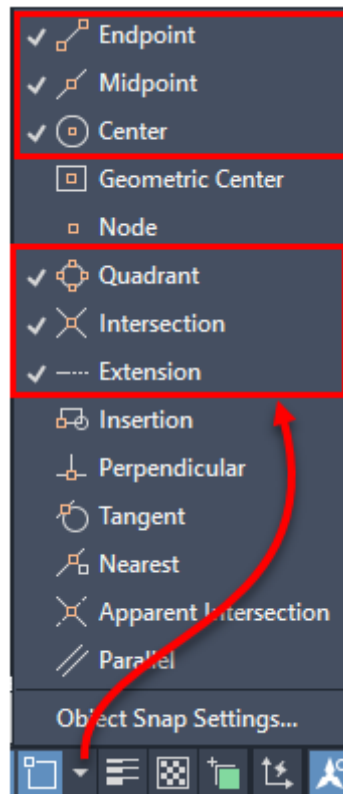 Endpoint
Midpoint
Center
Geometric Center
Node
Quadrant
Intersection
Extension
Insertion
Perpendicular
Tangent
Nearest
Apparent Intersection
Parallel
Object Snap Settings...